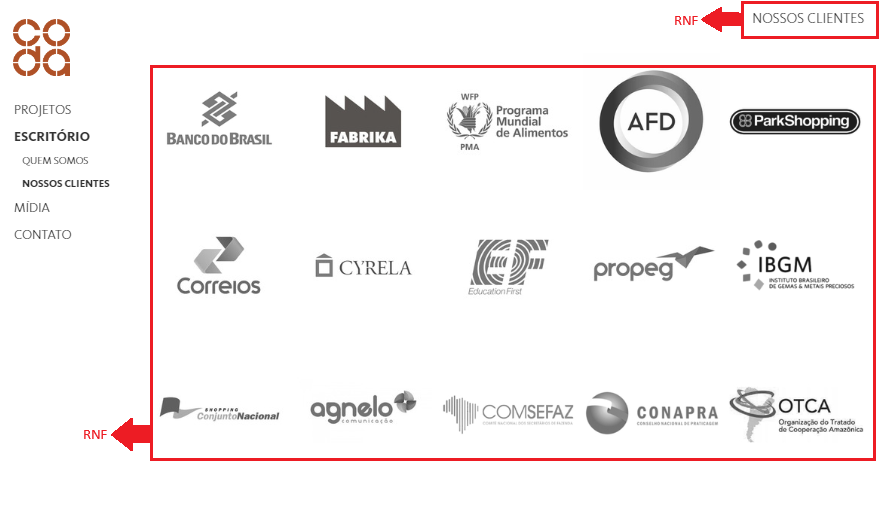 coda
RNF
NOSSOS CLIENTES
PROJETOS
ESCRITÓRIO
QUEM SOMOS
NOSSOS CLIENTES
MÍDIA
CONTATO
BANCO DO BRASIL
FABRIKA
WFP
Programa
Mundial
de Alimentos
PMA
AFD
ParkShopping
Correios
CYRELA
EF
Education First
propeg
IBGM
INSTITUTO BRASILEIRO
DE GEMAS & METAIS PRECIOSOS
SHOPPING
ConjuntoNacional
agnelo
comunicação
COMSEFAZ
CONAPRA
CONSELHO NACIONAL DE PRATICAGEM
OTCA
Organização do Tratado
de Cooperação Amazônica
RNF